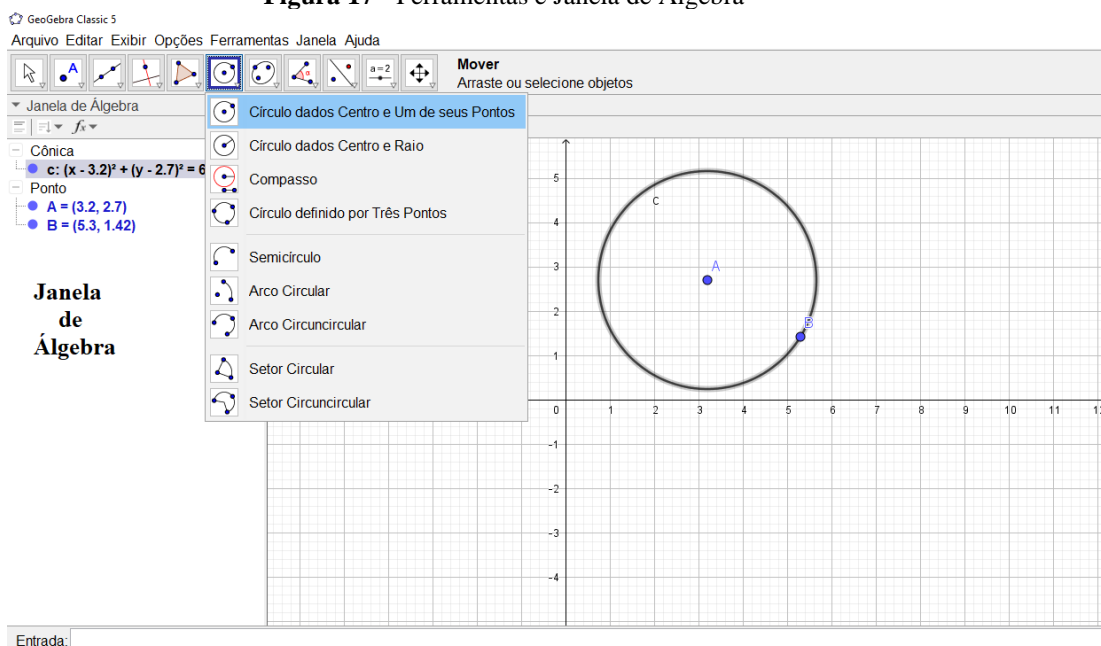 Figura 17 - Ferramentas e Janela de Álgebra
GeoGebra Classic 5
Arquivo Editar Exibir Opções Ferramentas Janela Ajuda
A
α
a=2
Mover
Arraste ou selecione objetos
Janela de Álgebra
fx
Cônica
c: (x - 3.2)² + (y - 2.7)² = 6
Ponto
A = (3.2, 2.7)
B = (5.3, 1.42)
Janela
de
Álgebra
Círculo dados Centro e Um de seus Pontos
Círculo dados Centro e Raio
Compasso
Círculo definido por Três Pontos
Semicírculo
Arco Circular
Arco Circuncircular
Setor Circular
Setor Circuncircular
5
4
3
2
1
0 1 2 3 4 5 6 7 8 9 10 11
-1
-2
-3
-4
c
A
B
Entrada: